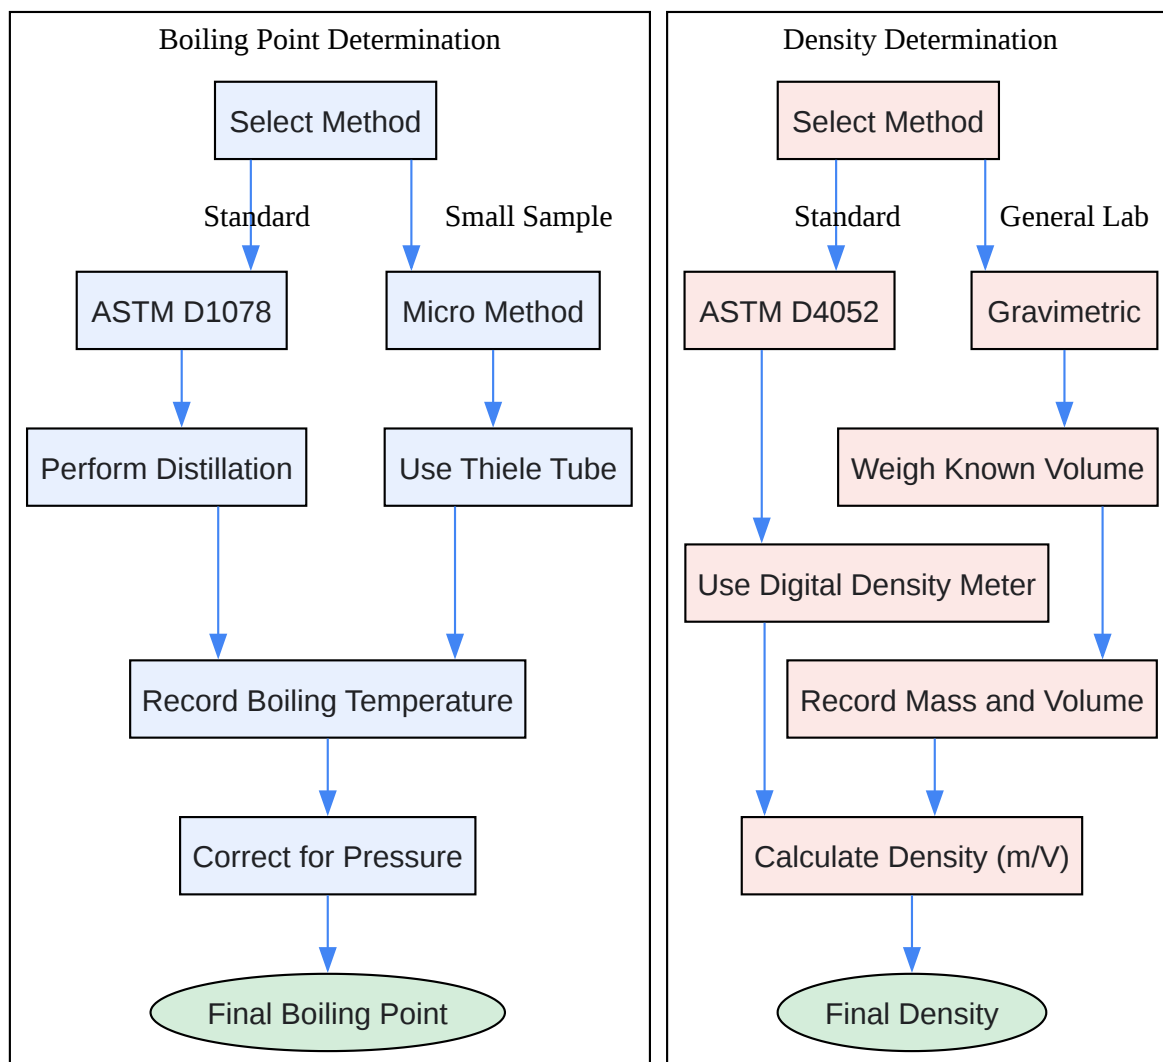 Boiling Point Determination
Select Method
Standard
Small Sample
ASTM D1078
Micro Method
Perform Distillation
Use Thiele Tube
Record Boiling Temperature
Correct for Pressure
Final Boiling Point
Density Determination
Select Method
Standard
General Lab
ASTM D4052
Gravimetric
Weigh Known Volume
Use Digital Density Meter
Record Mass and Volume
Calculate Density (m/V)
Final Density